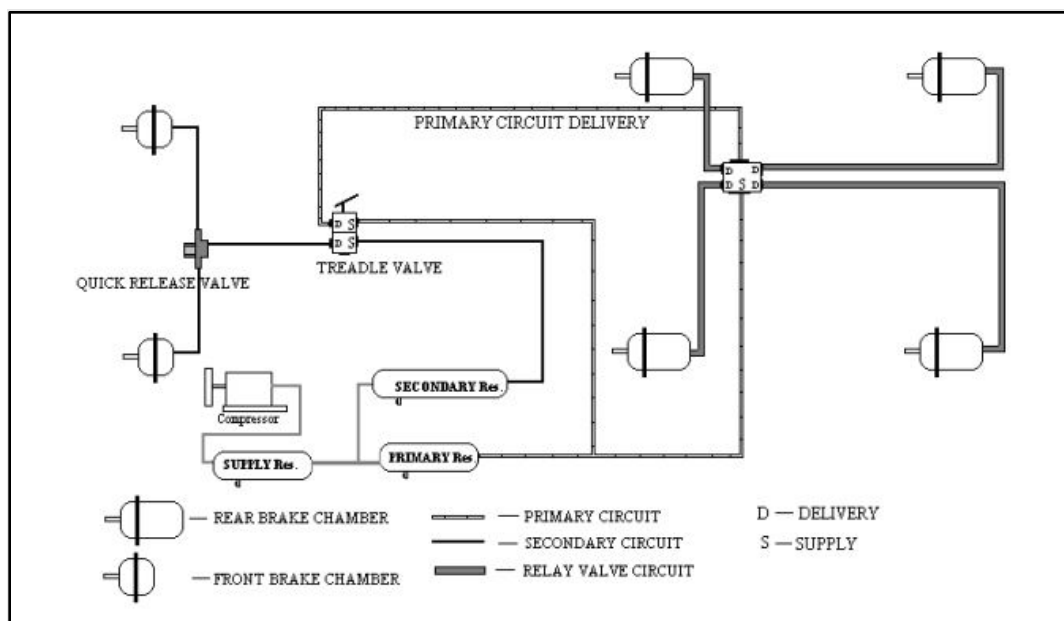 PRIMARY CIRCUIT DELIVERY
D D
D S D
D S
D S
TREADLE VALVE
QUICK RELEASE VALVE
SECONDARY Res.
Compressor
SUPPLY Res.
PRIMARY Res.
— REAR BRAKE CHAMBER
— PRIMARY CIRCUIT
D — DELIVERY
— SECONDARY CIRCUIT
S — SUPPLY
— FRONT BRAKE CHAMBER
— RELAY VALVE CIRCUIT